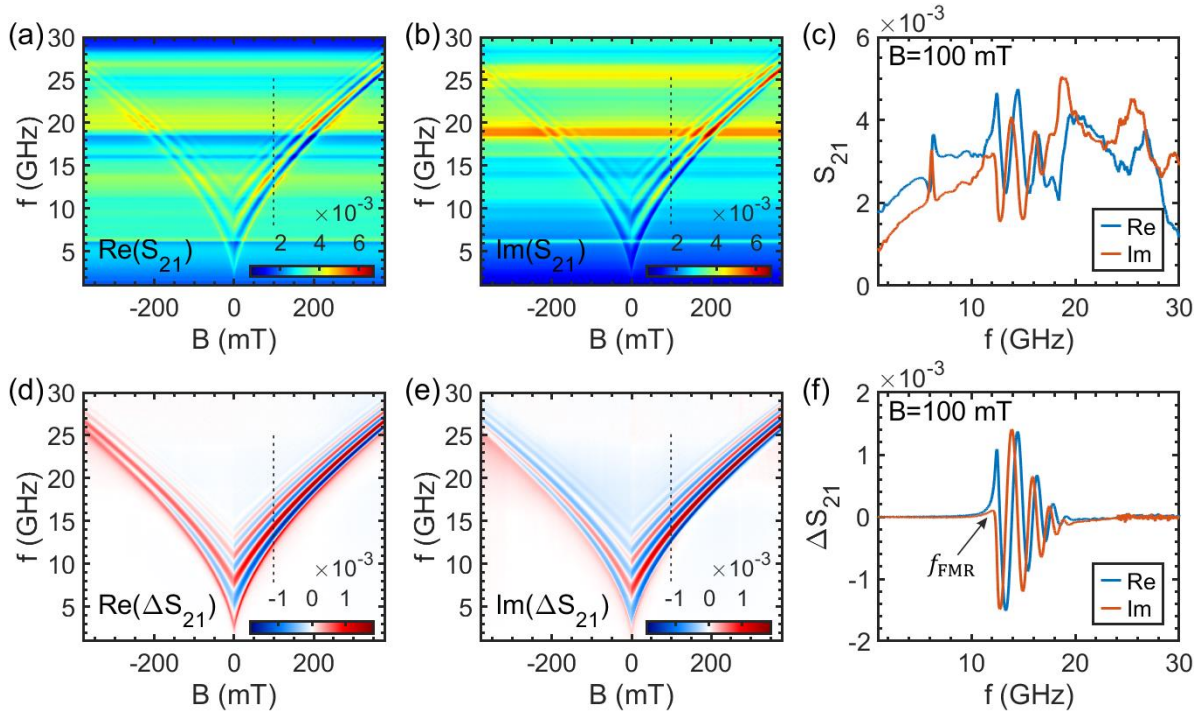 (a)
30
25
20
15
10
5
f (GHz)
×10-3
2 4 6
Re(S21)
-200 0 200
B (mT)
(b)
30
25
20
15
10
5
f (GHz)
×10-3
2 4 6
Im(S21)
-200 0 200
B (mT)
(c)
×10-3
B=100 mT
6
4
2
0
S21
Re
Im
0 10 20 30
f (GHz)
(d)
30
25
20
15
10
5
f (GHz)
×10-3
-1 0 1
Re(ΔS21)
-200 0 200
B (mT)
(e)
30
25
20
15
10
5
f (GHz)
×10-3
-1 0 1
Im(ΔS21)
-200 0 200
B (mT)
(f)
×10-3
B=100 mT
2
1
0
-1
-2
ΔS21
fFMR
Re
Im
10 20 30
f (GHz)